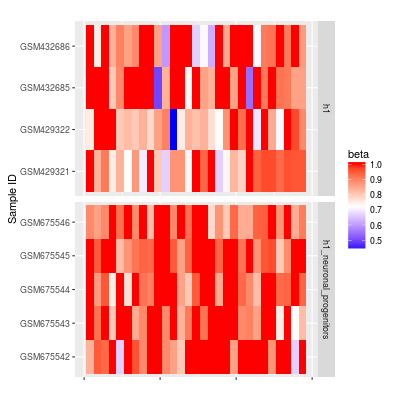 GSM432686
GSM432685
GSM429322
GSM429321
h1
GSM675546
GSM675545
GSM675544
GSM675543
GSM675542
h1_neuronal_progenitors
Sample ID
beta
1.0
0.9
0.8
0.7
0.6
0.5